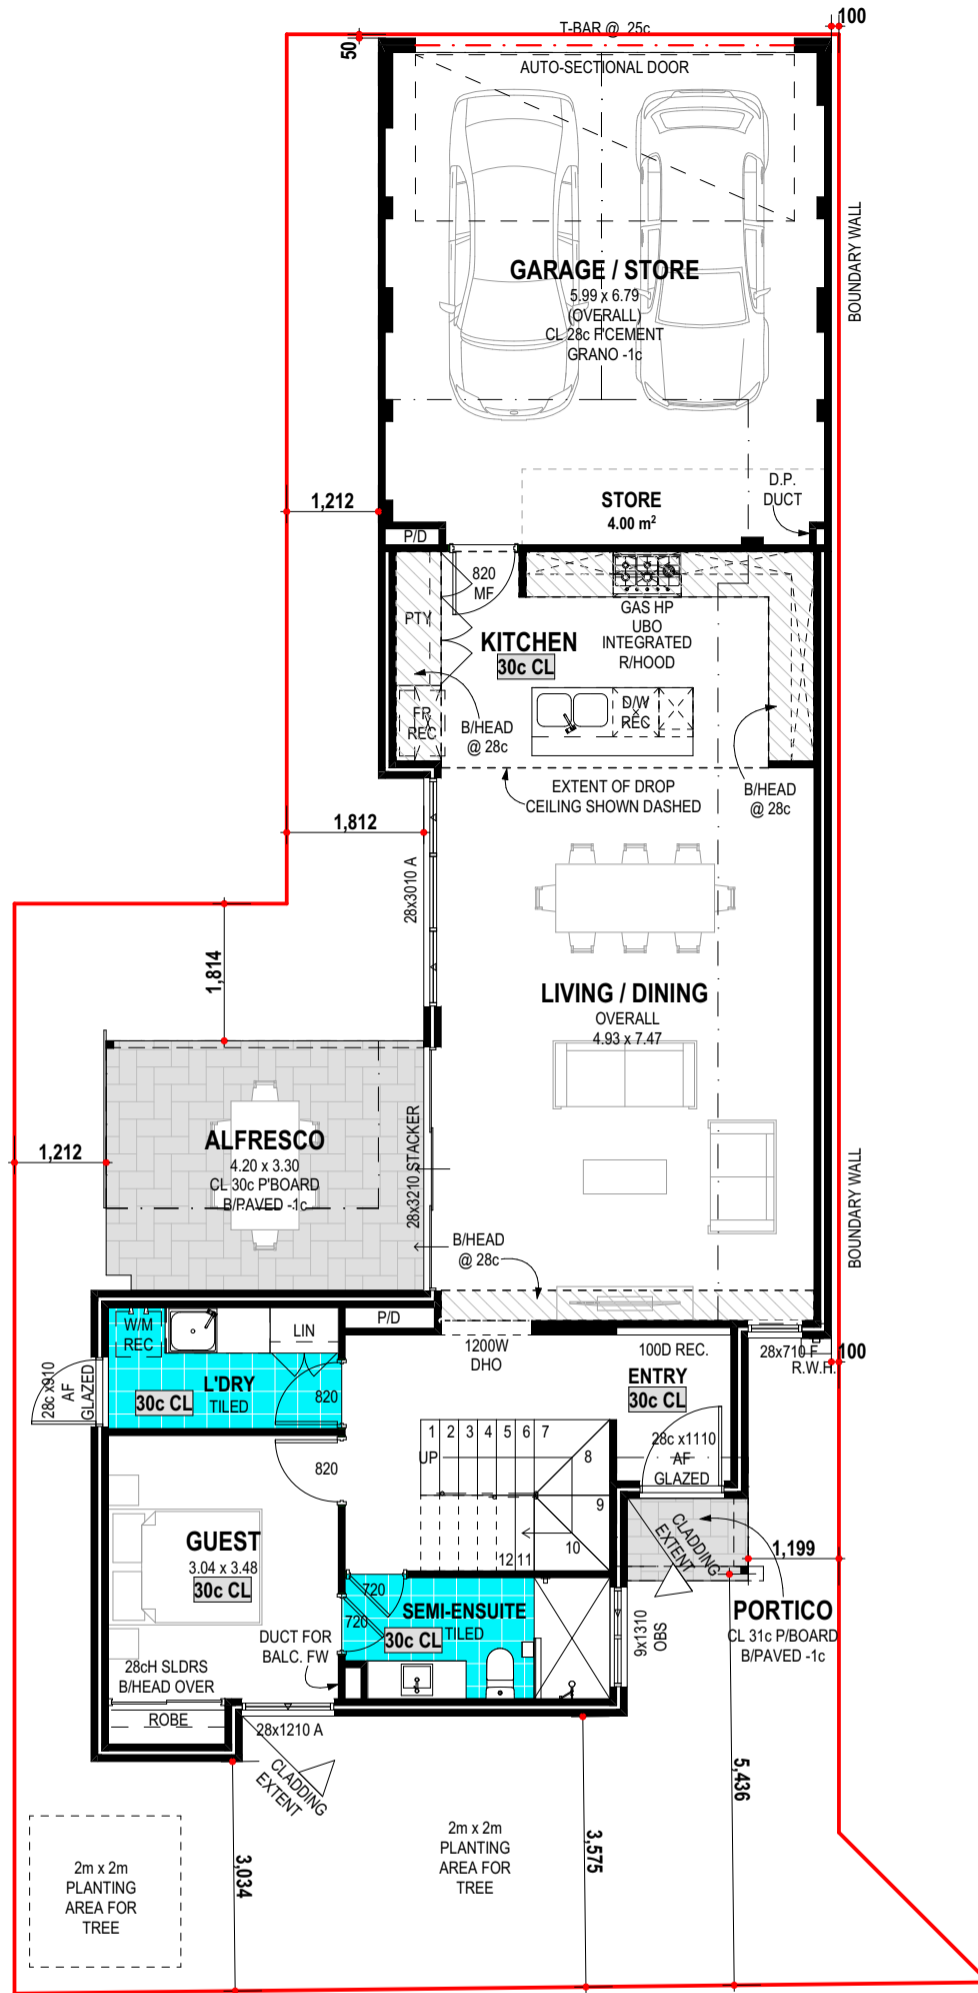 T-BAR @ 25c
100
50
AUTO-SECTIONAL DOOR
BOUNDARY WALL
GARAGE / STORE
5.99 x 6.79
(OVERALL)
CL 28c F'CEMENT
GRANO -1c
1,212
STORE
4.00 m²
D.P.
DUCT
P/D
820
MF
PTY
GAS HP
UBO
INTEGRATED
R/HOOD
KITCHEN
30c CL
FR
REC
D/W
REC
B/HEAD
@ 28c
EXTENT OF DROP
CEILING SHOWN DASHED
B/HEAD
@ 28c
1,812
28x3010 A
1,814
LIVING / DINING
OVERALL
4.93 x 7.47
ALFRESCO
4.20 x 3.30
CL 30c P'BOARD
B/PAVED -1c
1,212
28x3210 STACKER
BOUNDARY WALL
B/HEAD
@ 28c
W/M
REC
LIN
P/D
1200W
DHO
100D REC.
28x710 F
R.W.H.
100
28c x910
AF
GLAZED
L'DRY
TILED
30c CL
820
ENTRY
30c CL
820
UP
1 2 3 4 5 6 7
8
9
10
12 11
28c x1110
AF
GLAZED
GUEST
3.04 x 3.48
30c CL
CLADDING
EXTENT
1,199
720
720
SEMI-ENSUITE
TILED
30c CL
9x1310
OBS
PORTICO
CL 31c P/BOARD
B/PAVED -1c
DUCT FOR
BALC. FW
28cH SLDRS
B/HEAD OVER
ROBE
28x1210 A
CLADDING
EXTENT
5,436
3,034
3,575
2m x 2m
PLANTING
AREA FOR
TREE
2m x 2m
PLANTING
AREA FOR
TREE